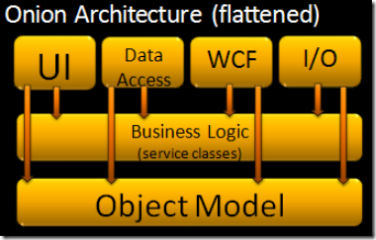 Onion Architecture (flattened)
UI
Data
Access
WCF
I/O
Business Logic
(service classes)
Object Model